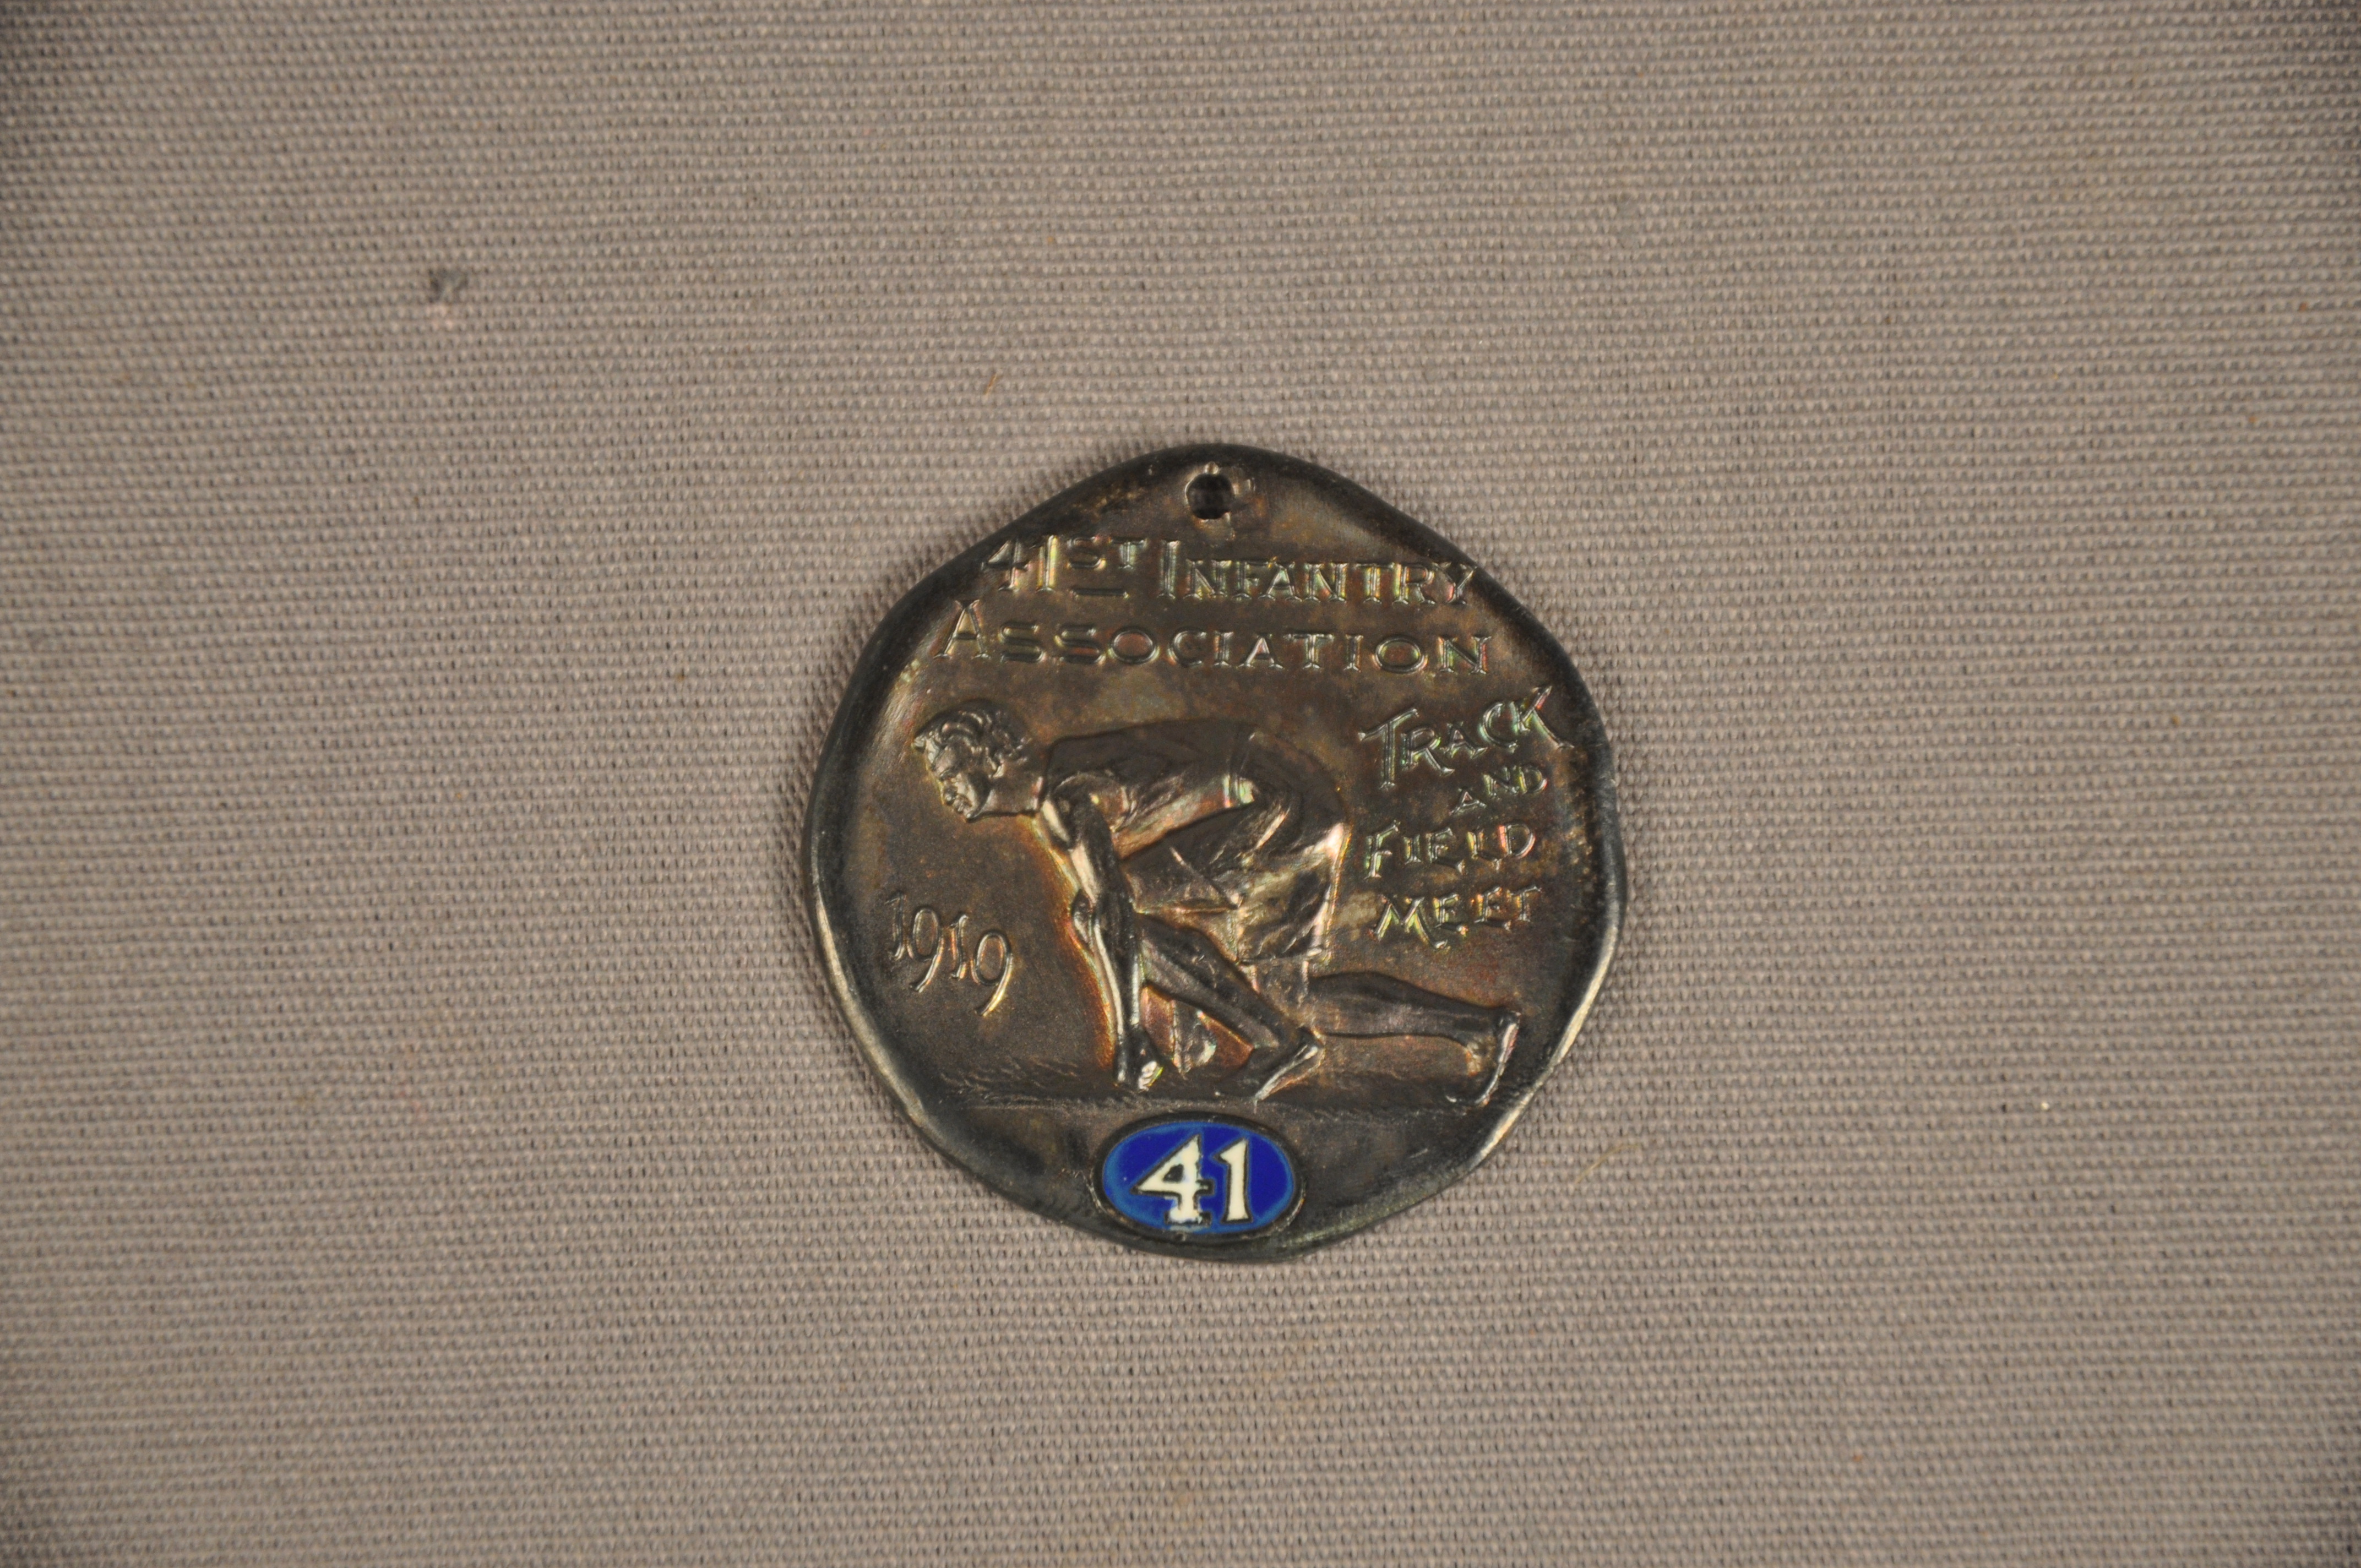 41ST INFANTRY
ASSOCIATION
TRACK
AND
FIELD
MEET
1919
41